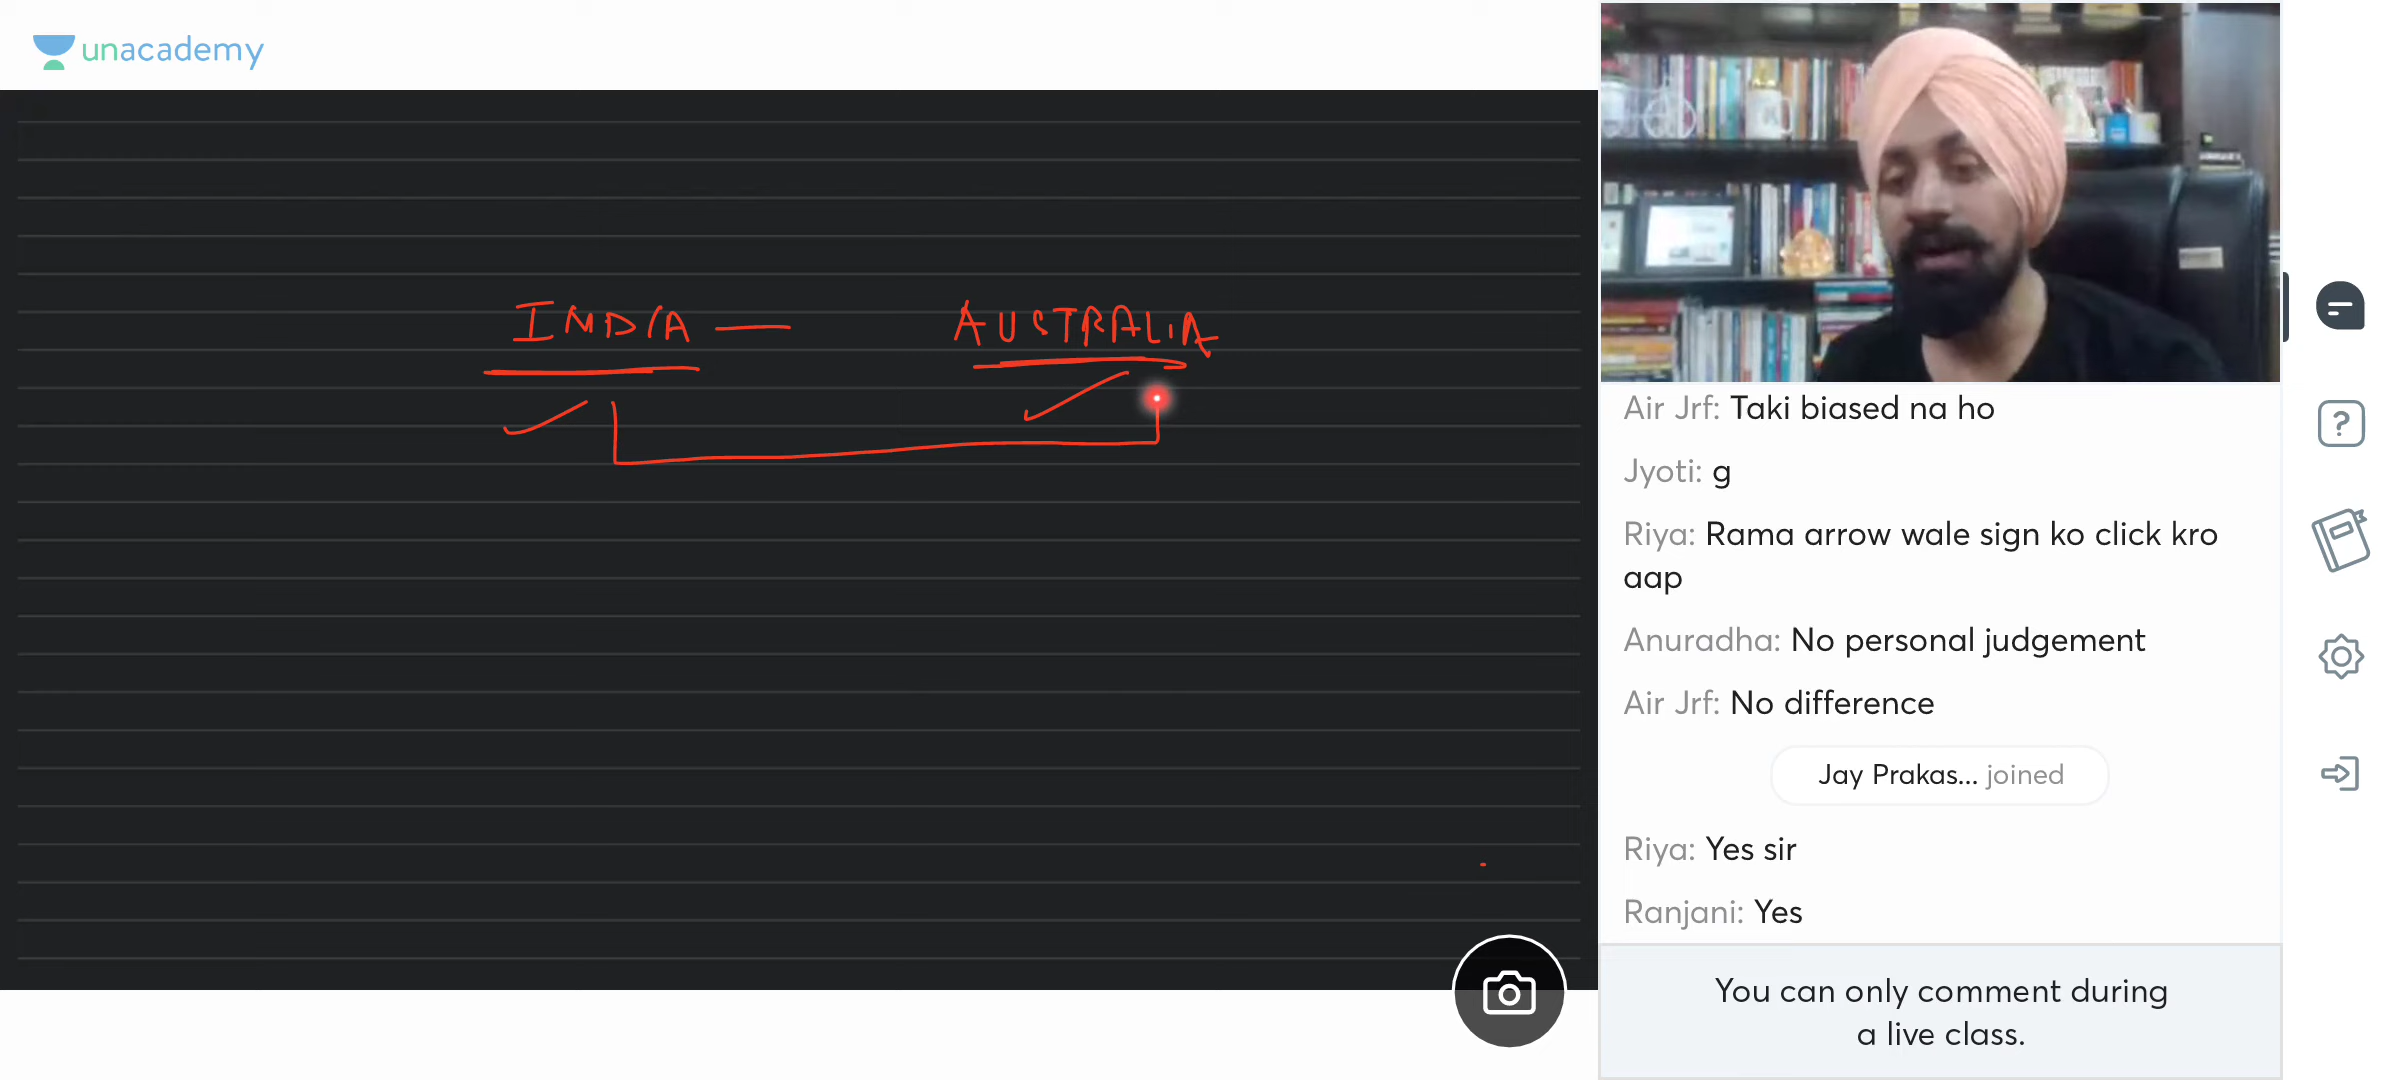 unacademy
INDIA — AUSTRALIA
Air Jrf: Taki biased na ho
Jyoti: g
Riya: Rama arrow wale sign ko click kro
aap
Anuradha: No personal judgement
Air Jrf: No difference
Jay Prakas... joined
Riya: Yes sir
Ranjani: Yes
You can only comment during
a live class.